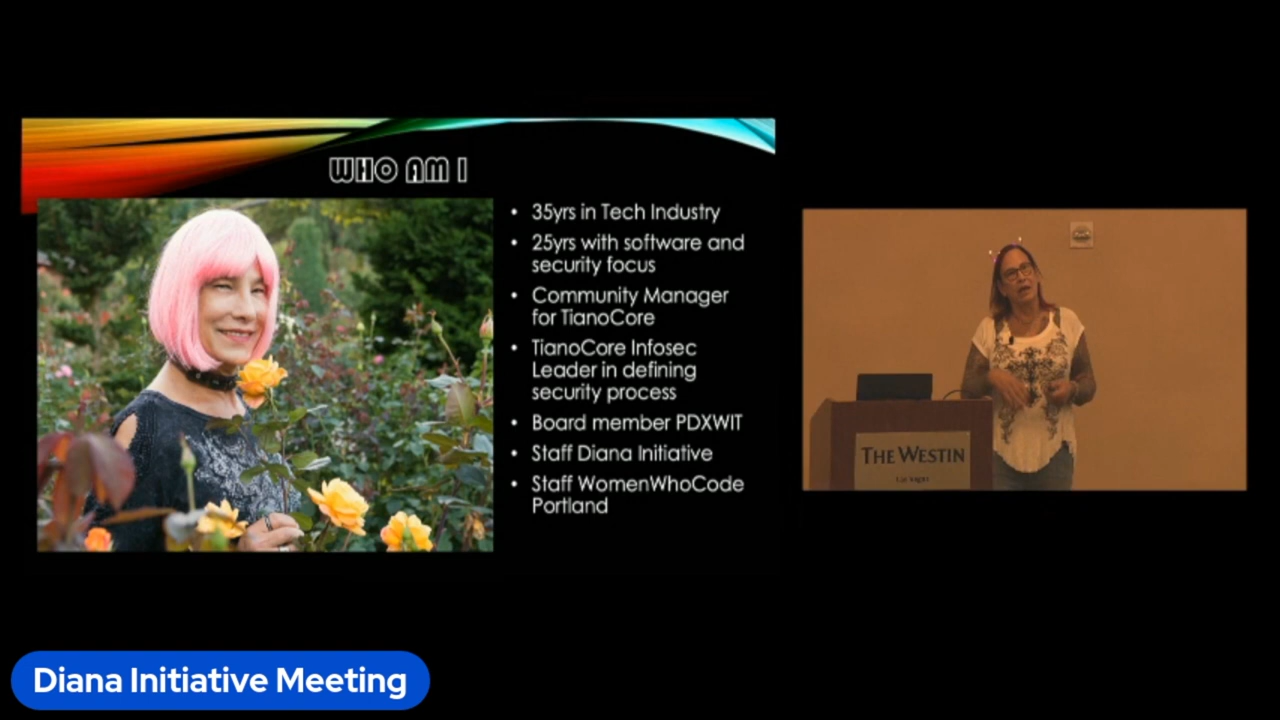 WHO AM I
• 35yrs in Tech Industry
• 25yrs with software and
security focus
• Community Manager
for TianoCore
• TianoCore Infosec
Leader in defining
security process
• Board member PDXWIT
• Staff Diana Initiative
• Staff WomenWhoCode
Portland
THE WESTIN
Diana Initiative Meeting